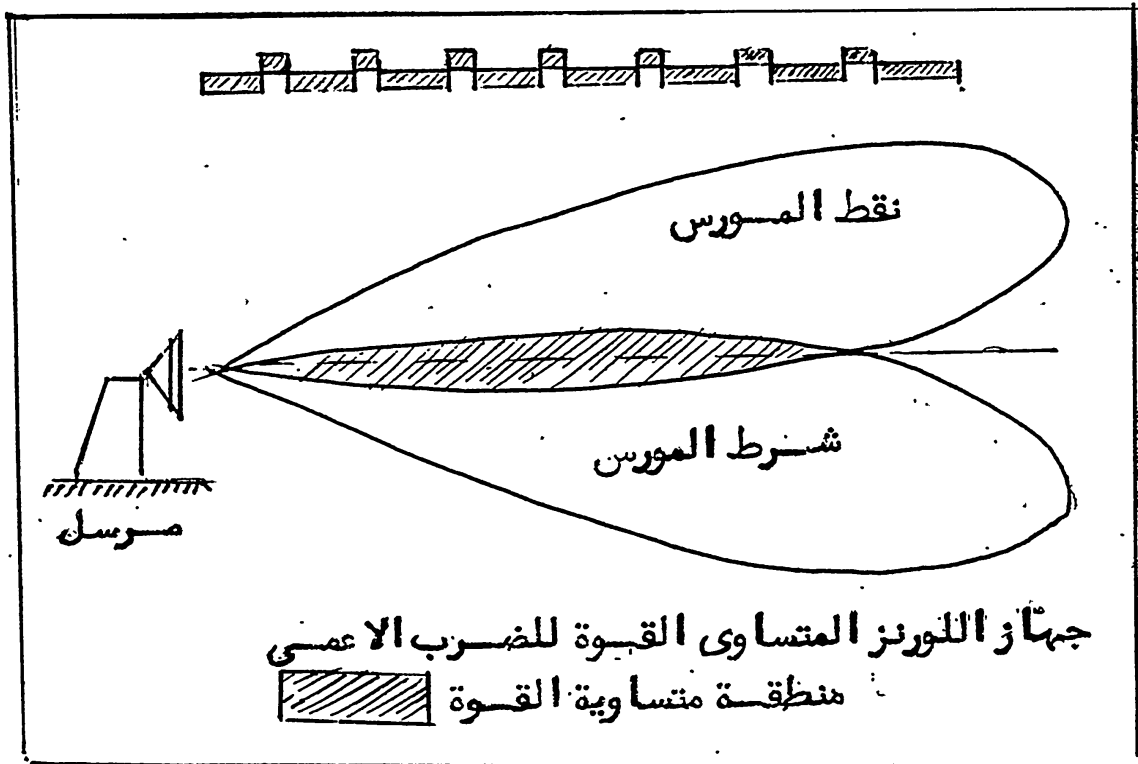 نقط المورس
شرط المورس
مرسل
جهاز اللورنز المتساوى القوة للضرب الاعمى
منطقة متساوية القوة